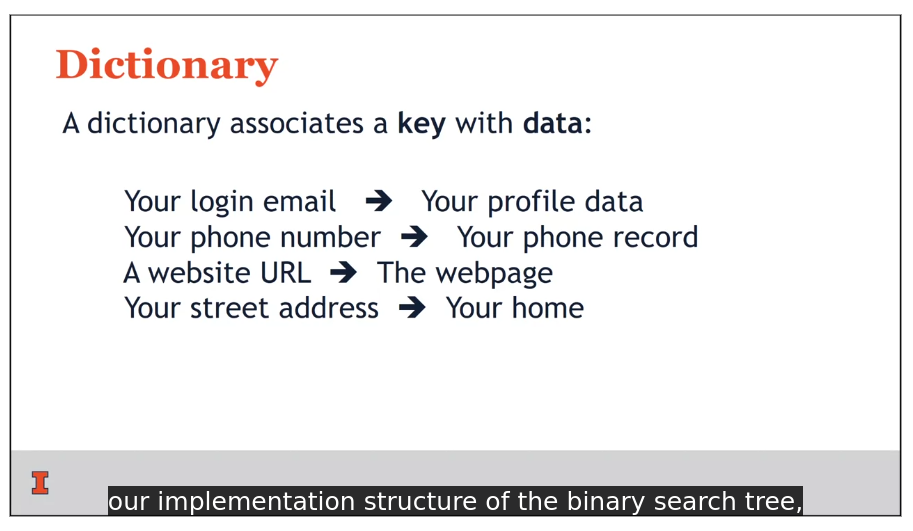 Dictionary
A dictionary associates a key with data:
Your login email ➔ Your profile data
Your phone number ➔ Your phone record
A website URL ➔ The webpage
Your street address ➔ Your home
our implementation structure of the binary search tree,